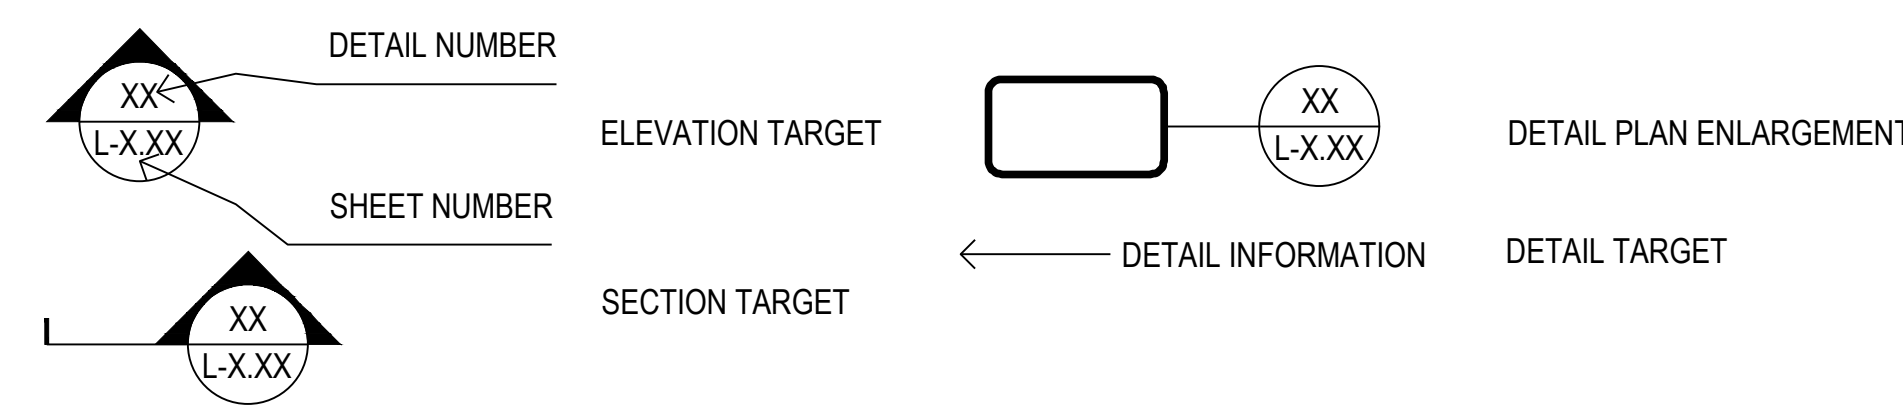 DETAIL NUMBER
XX
L-X.XX
ELEVATION TARGET
SHEET NUMBER
XX
L-X.XX
SECTION TARGET
XX
L-X.XX
DETAIL PLAN ENLARGEMENT
DETAIL INFORMATION
DETAIL TARGET